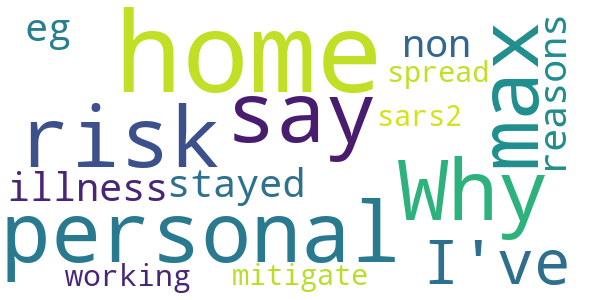 eg
home
non
max
reasons
spread
say
sars2
risk
Why
illness
stayed
personal
I've
working
mitigate